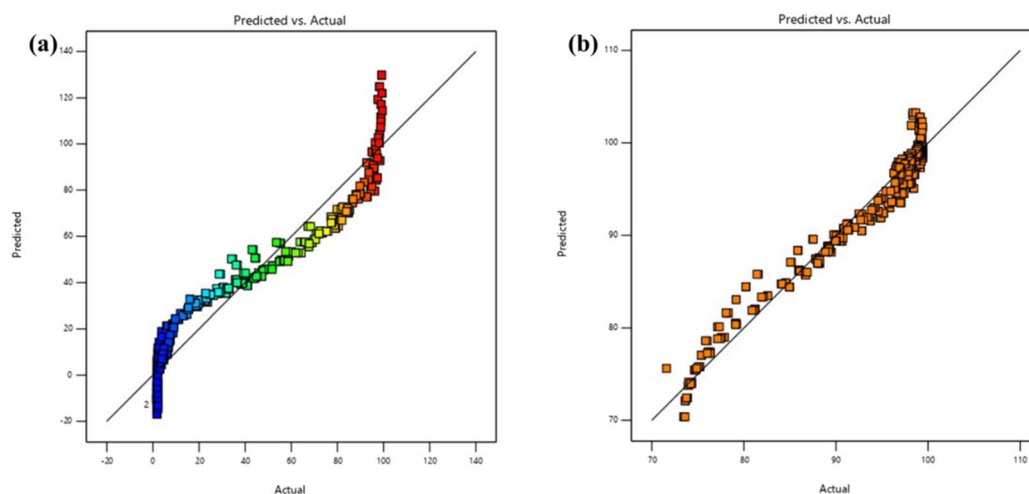 (a)
Predicted vs. Actual
140
120
100
80
60
40
20
0
-20
2
-20 0 20 40 60 80 100 120 140
Predicted
Actual
(b)
Predicted vs. Actual
110
100
90
80
70
70 80 90 100 110
Predicted
Actual